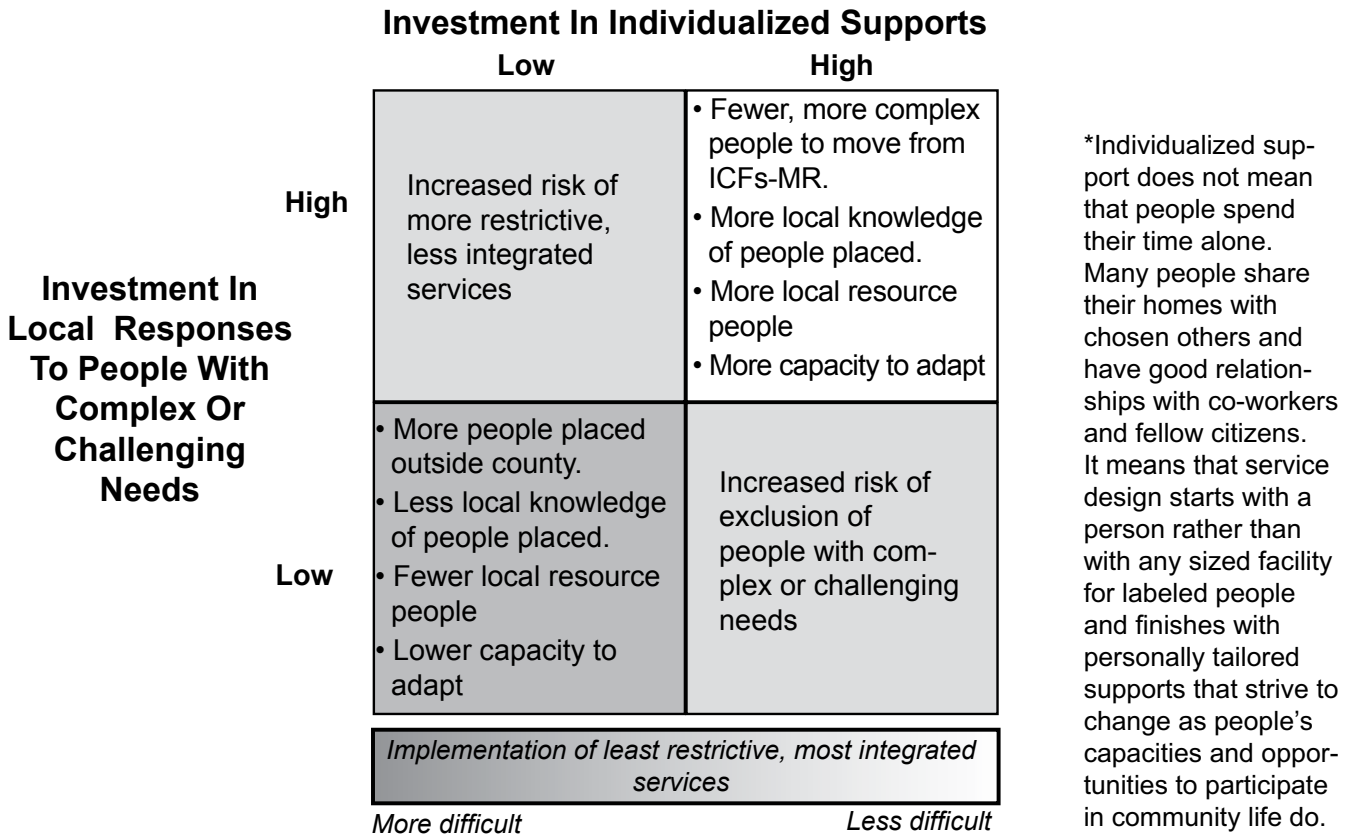 Investment In Individualized Supports
Low
High
High
Investment In
Local Responses
To People With
Complex Or
Challenging
Needs
Low
Increased risk of
more restrictive,
less integrated
services
• Fewer, more complex
people to move from
ICFs-MR.
• More local knowledge
of people placed.
• More local resource
people
• More capacity to adapt
• More people placed
outside county.
• Less local knowledge
of people placed.
• Fewer local resource
people
• Lower capacity to
adapt
Increased risk of
exclusion of
people with com-
plex or challenging
needs
Implementation of least restrictive, most integrated
services
More difficult
Less difficult
*Individualized sup-
port does not mean
that people spend
their time alone.
Many people share
their homes with
chosen others and
have good relation-
ships with co-workers
and fellow citizens.
It means that service
design starts with a
person rather than
with any sized facility
for labeled people
and finishes with
personally tailored
supports that strive to
change as people’s
capacities and oppor-
tunities to participate
in community life do.